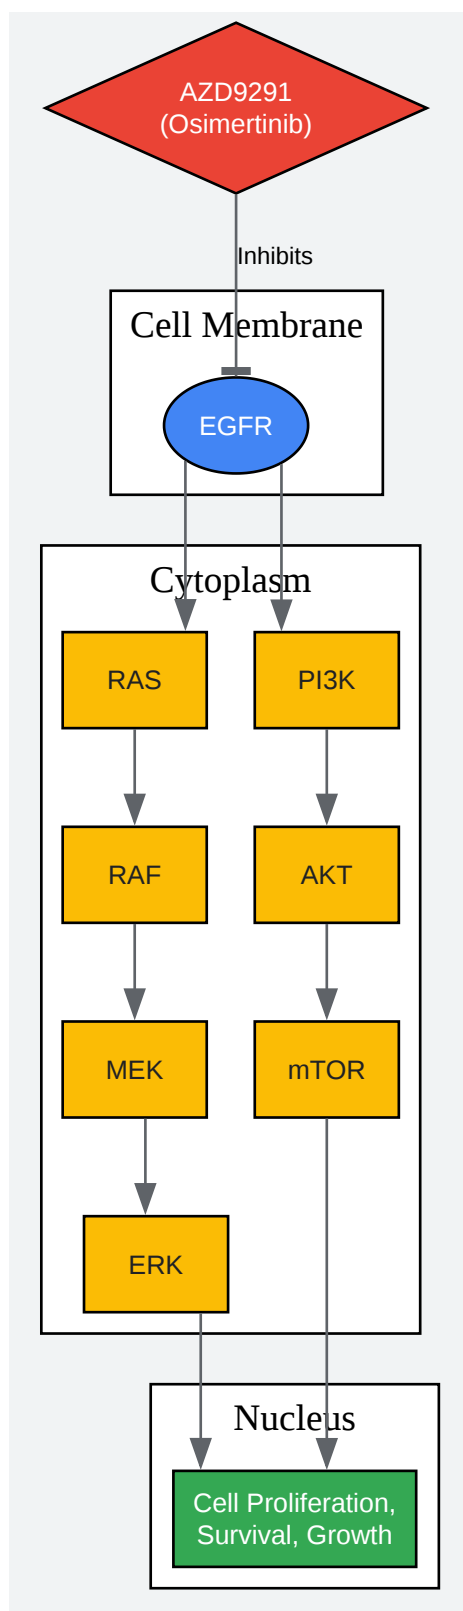 AZD9291
(Osimertinib)
Inhibits
Cell Membrane
EGFR
Cytoplasm
RAS
PI3K
RAF
AKT
MEK
mTOR
ERK
Nucleus
Cell Proliferation,
Survival, Growth